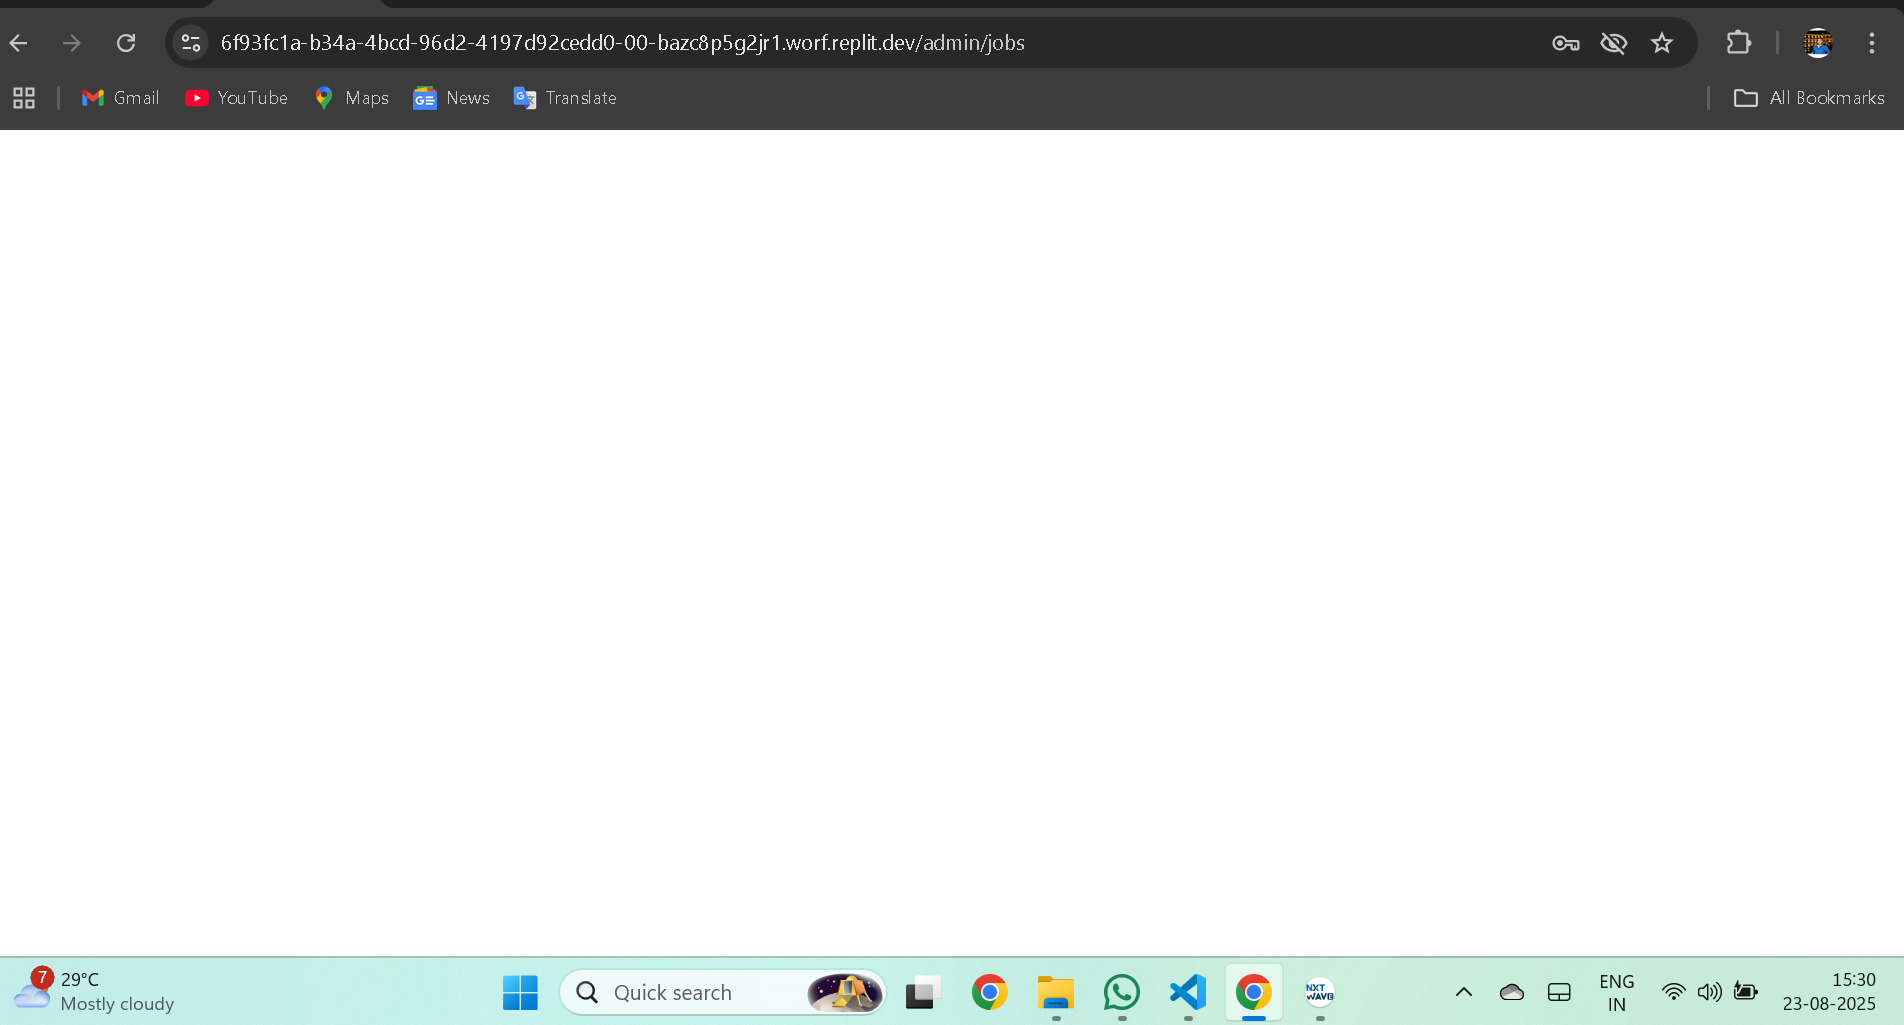 6f93fc1a-b34a-4bcd-96d2-4197d92cedd0-00-bazc8p5g2jr1.worf.replit.dev/admin/jobs
Gmail YouTube Maps News Translate All Bookmarks
7 29°C
Mostly cloudy
Quick search
NXT
WAVE
ENG
IN
15:30
23-08-2025